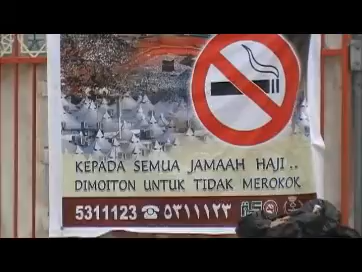 KEPADA SEMUA JAMAAH HAJI ..
DIMOITON UNTUK TIDAK MEROKOK
5311123 ☎ ٥٣١١١٢٣